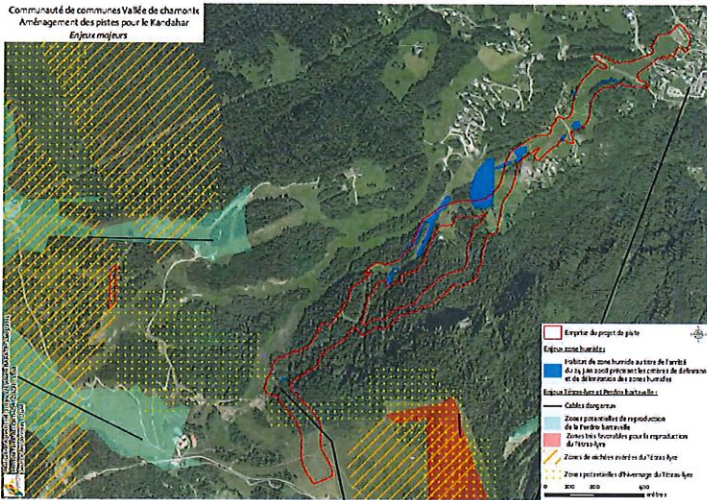 Communauté de communes Vallée de chamonix
Aménagement des pistes pour le Kandahar
Enjeux majeurs
Emprise du projet de piste
Enjeux zone humide :
Habitat de zone humide au titre de l'arrêté
du 24 juin 2008 précisant les critères de définition
et de délimitation des zones humides
Enjeux Tétras-lyre et Perdrix bartavelle :
Cables dangereux
Zones potentielles de reproduction
de la Perdrix bartavelle
Zones très favorables pour la reproduction
du Tétras-lyre
Zones de nichées avérées du Tétras-lyre
Zones potentielles d'hivernage du Tétras-lyre
0 200 400
mètres